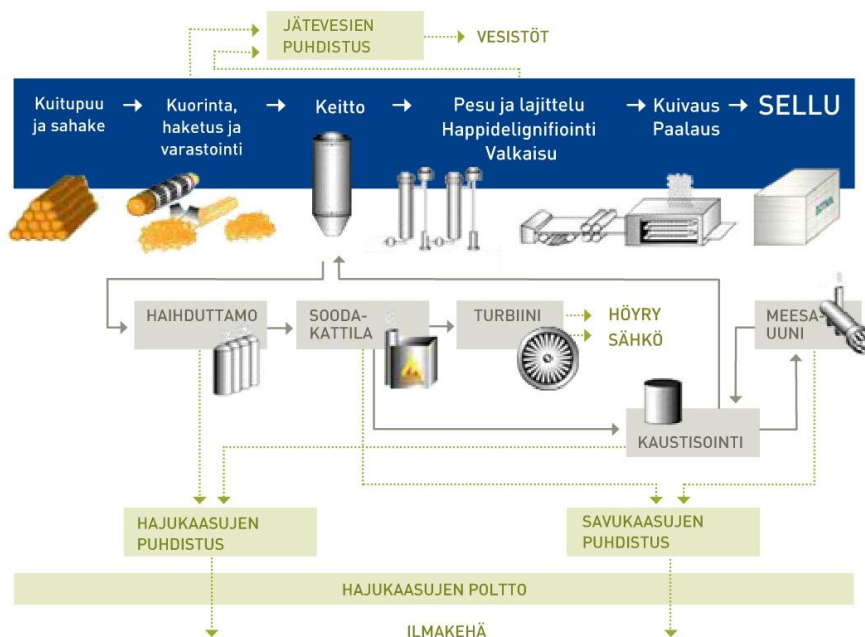 JÄTEVESIEN
PUHDISTUS
VESISTÖT
Kuitupuu
ja sahake
Kuorinta,
haketus ja
varastointi
Keitto
Pesu ja lajittelu
Happidelignifiointi
Valkaisu
Kuivaus
Paalaus
SELLU
HAIHDUTTAMO
SOODA-
KATTILA
TURBIINI
HÖYRY
SÄHKÖ
MEESA-
UUNI
KAUSTISOINTI
HAJUKAASUJEN
PUHDISTUS
SAVUKAASUJEN
PUHDISTUS
HAJUKAASUJEN POLTTO
ILMAKEHÄ